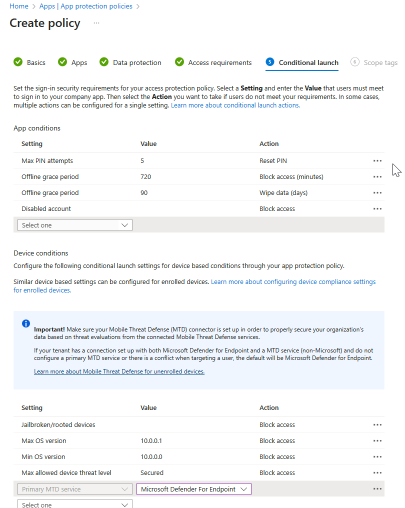 Home > Apps | App protection policies >
Create policy ...
Basics Apps Data protection Access requirements 5 Conditional launch 6 Scope tags
Set the sign-in security requirements for your access protection policy. Select a Setting and enter the Value that users must meet
to sign in to your company app. Then select the Action you want to take if users do not meet your requirements. In some cases,
multiple actions can be configured for a single setting. Learn more about conditional launch actions.
App conditions
Setting Value Action
Max PIN attempts 5 Reset PIN ...
Offline grace period 720 Block access (minutes) ...
Offline grace period 90 Wipe data (days) ...
Disabled account Block access ...
Select one
Device conditions
Configure the following conditional launch settings for device based conditions through your app protection policy.
Similar device based settings can be configured for enrolled devices. Learn more about configuring device compliance settings
for enrolled devices.
Important! Make sure your Mobile Threat Defense (MTD) connector is set up in order to properly secure your organization's
data based on threat evaluations from the connected Mobile Threat Defense services.
If your tenant has a connection set up with both Microsoft Defender for Endpoint and a MTD service (non-Microsoft) and do not
configure a primary MTD service or there is a conflict when targeting a user, the default will be Microsoft Defender for Endpoint.
Learn more about Mobile Threat Defense for unenrolled devices.
Setting Value Action
Jailbroken/rooted devices Block access ...
Max OS version 10.0.0.1 Block access ...
Min OS version 10.0.0.0 Block access ...
Max allowed device threat level Secured Block access ...
Primary MTD service Microsoft Defender For Endpoint ...
Select one